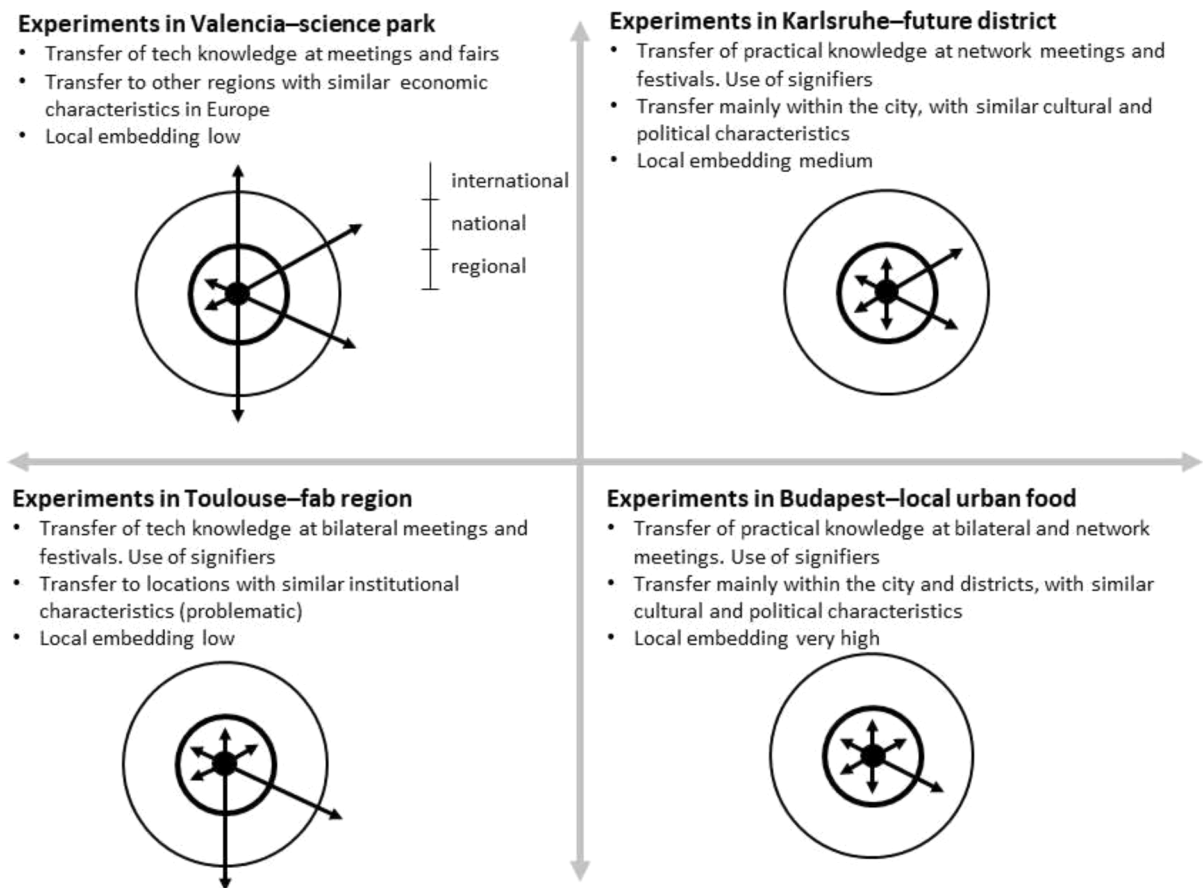 Experiments in Valencia–science park
• Transfer of tech knowledge at meetings and fairs
• Transfer to other regions with similar economic
characteristics in Europe
• Local embedding low
international
national
regional
Experiments in Karlsruhe–future district
• Transfer of practical knowledge at network meetings and
festivals. Use of signifiers
• Transfer mainly within the city, with similar cultural and
political characteristics
• Local embedding medium
Experiments in Toulouse–fab region
• Transfer of tech knowledge at bilateral meetings and
festivals. Use of signifiers
• Transfer to locations with similar institutional
characteristics (problematic)
• Local embedding low
Experiments in Budapest–local urban food
• Transfer of practical knowledge at bilateral and network
meetings. Use of signifiers
• Transfer mainly within the city and districts, with similar
cultural and political characteristics
• Local embedding very high